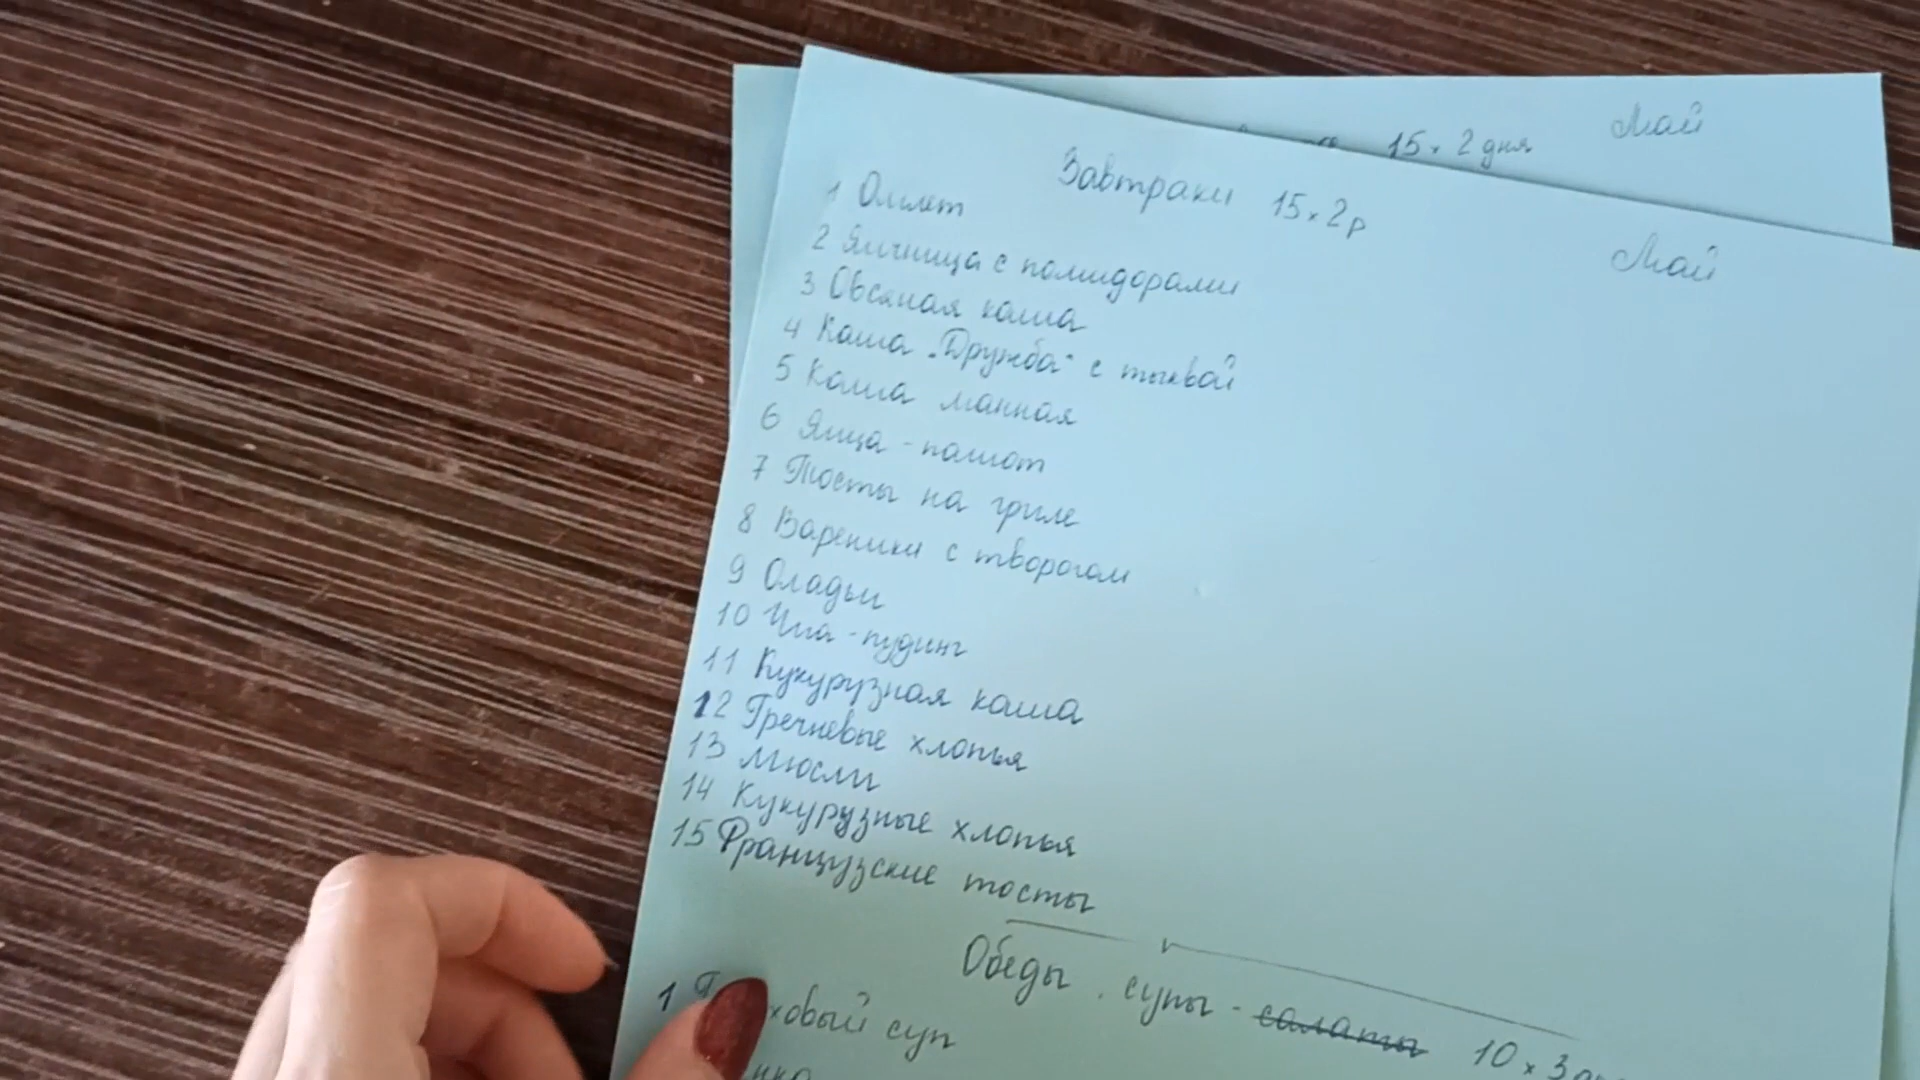 Май
15 х 2 дня
Завтраки 15 х 2 р
Май
1 Омлет
2 Яичница с помидорами
3 Овсяная каша
4 Каша „Дружба“ с тыквой
5 Каша манная
6 Яйца - пашот
7 Тосты на гриле
8 Вареники с творогом
9 Оладьи
10 Чиа - пудинг
11 Кукурузная каша
12 Гречневые хлопья
13 Мюсли
14 Кукурузные хлопья
15 Французские тосты
Обеды . супы - салаты 10 х 3
1 суп